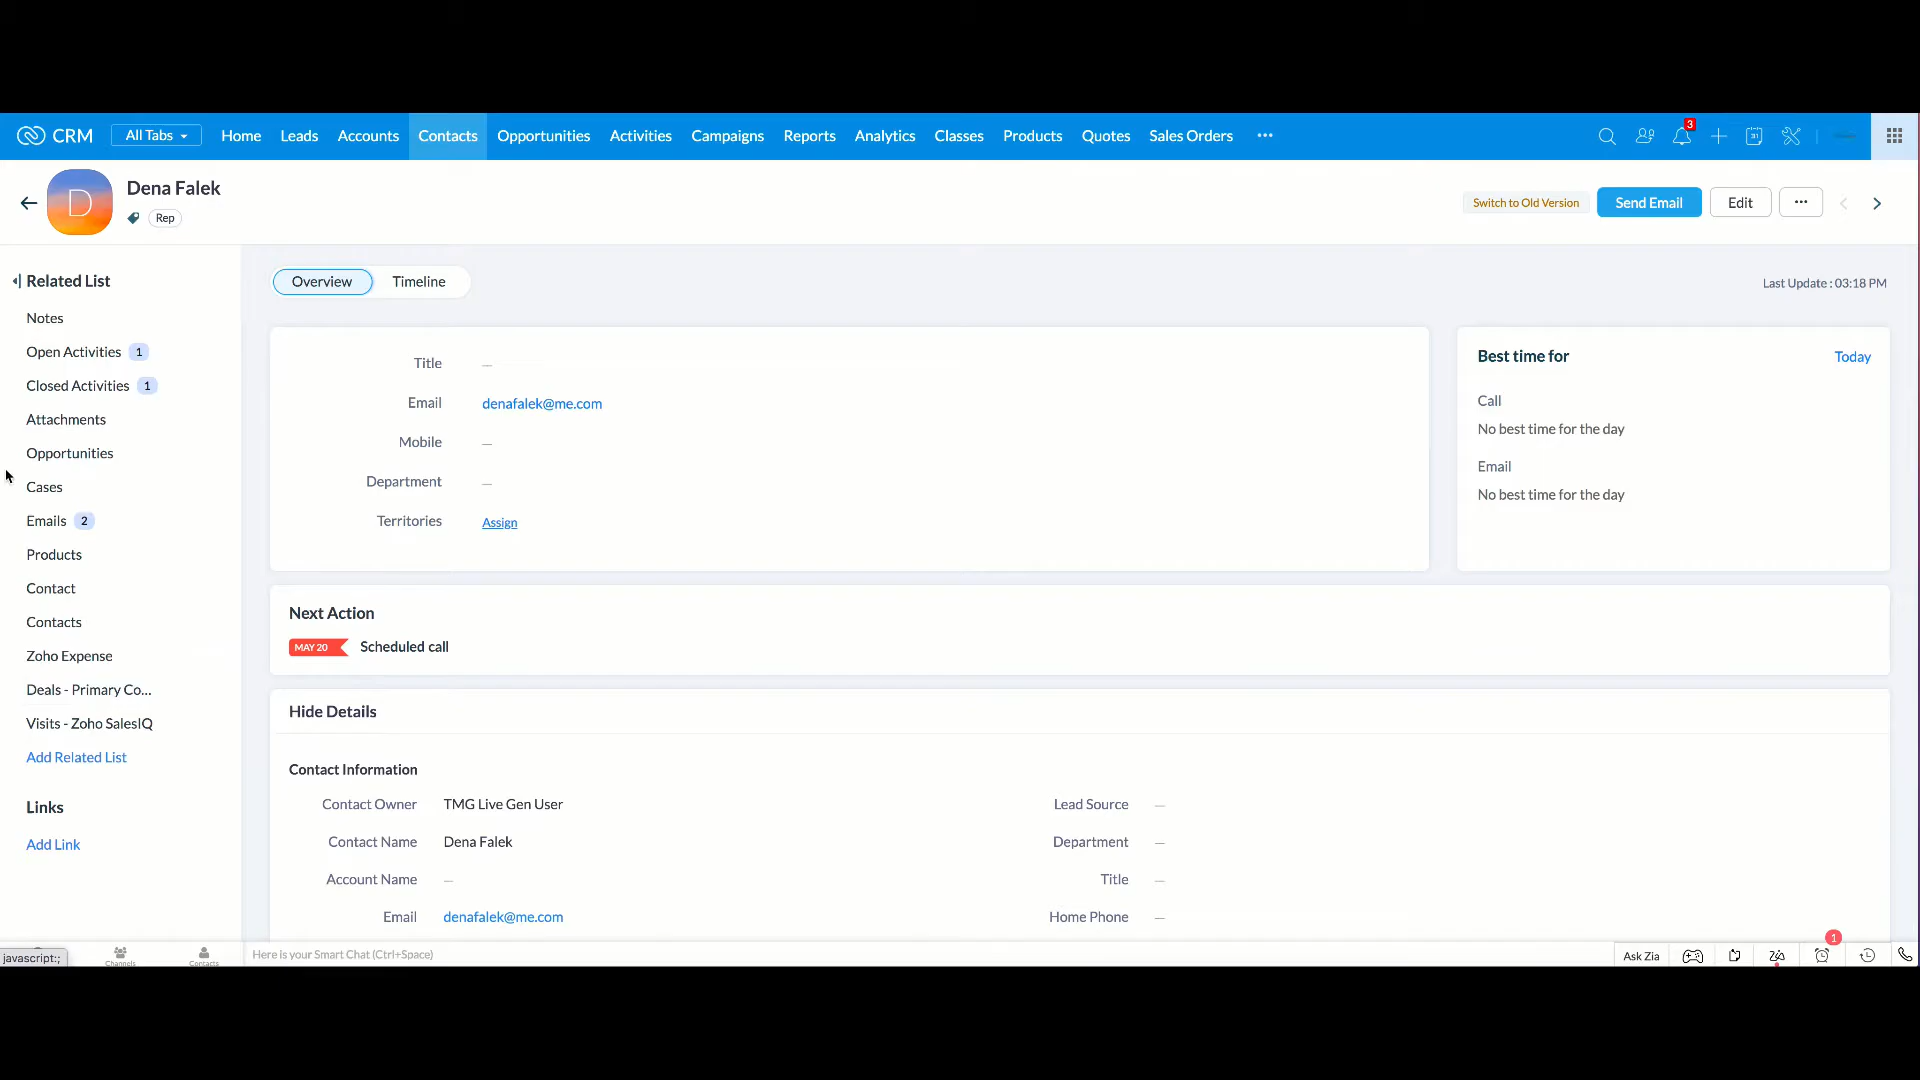 CRM All Tabs Home Leads Accounts Contacts Opportunities Activities Campaigns Reports Analytics Classes Products Quotes Sales Orders ••• 3 31
D Dena Falek
Rep
Switch to Old Version Send Email Edit •••
Related List
Notes
Open Activities 1
Closed Activities 1
Attachments
Opportunities
Cases
Emails 2
Products
Contact
Contacts
Zoho Expense
Deals - Primary Co...
Visits - Zoho SalesIQ
Add Related List
Links
Add Link
Overview Timeline Last Update : 03:18 PM
Title —
Email denafalek@me.com
Mobile —
Department —
Territories Assign
Best time for Today
Call
No best time for the day
Email
No best time for the day
Next Action
MAY 20 Scheduled call
Hide Details
Contact Information
Contact Owner TMG Live Gen User
Lead Source —
Contact Name Dena Falek
Department —
Account Name —
Title —
Email denafalek@me.com
Home Phone —
javascript:; Channels Contacts Here is your Smart Chat (Ctrl+Space) Ask Zia 1